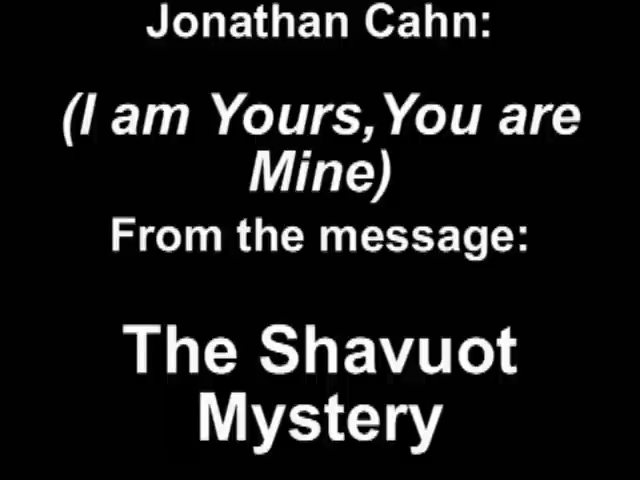 Jonathan Cahn:
(I am Yours,You are
Mine)
From the message:
The Shavuot
Mystery